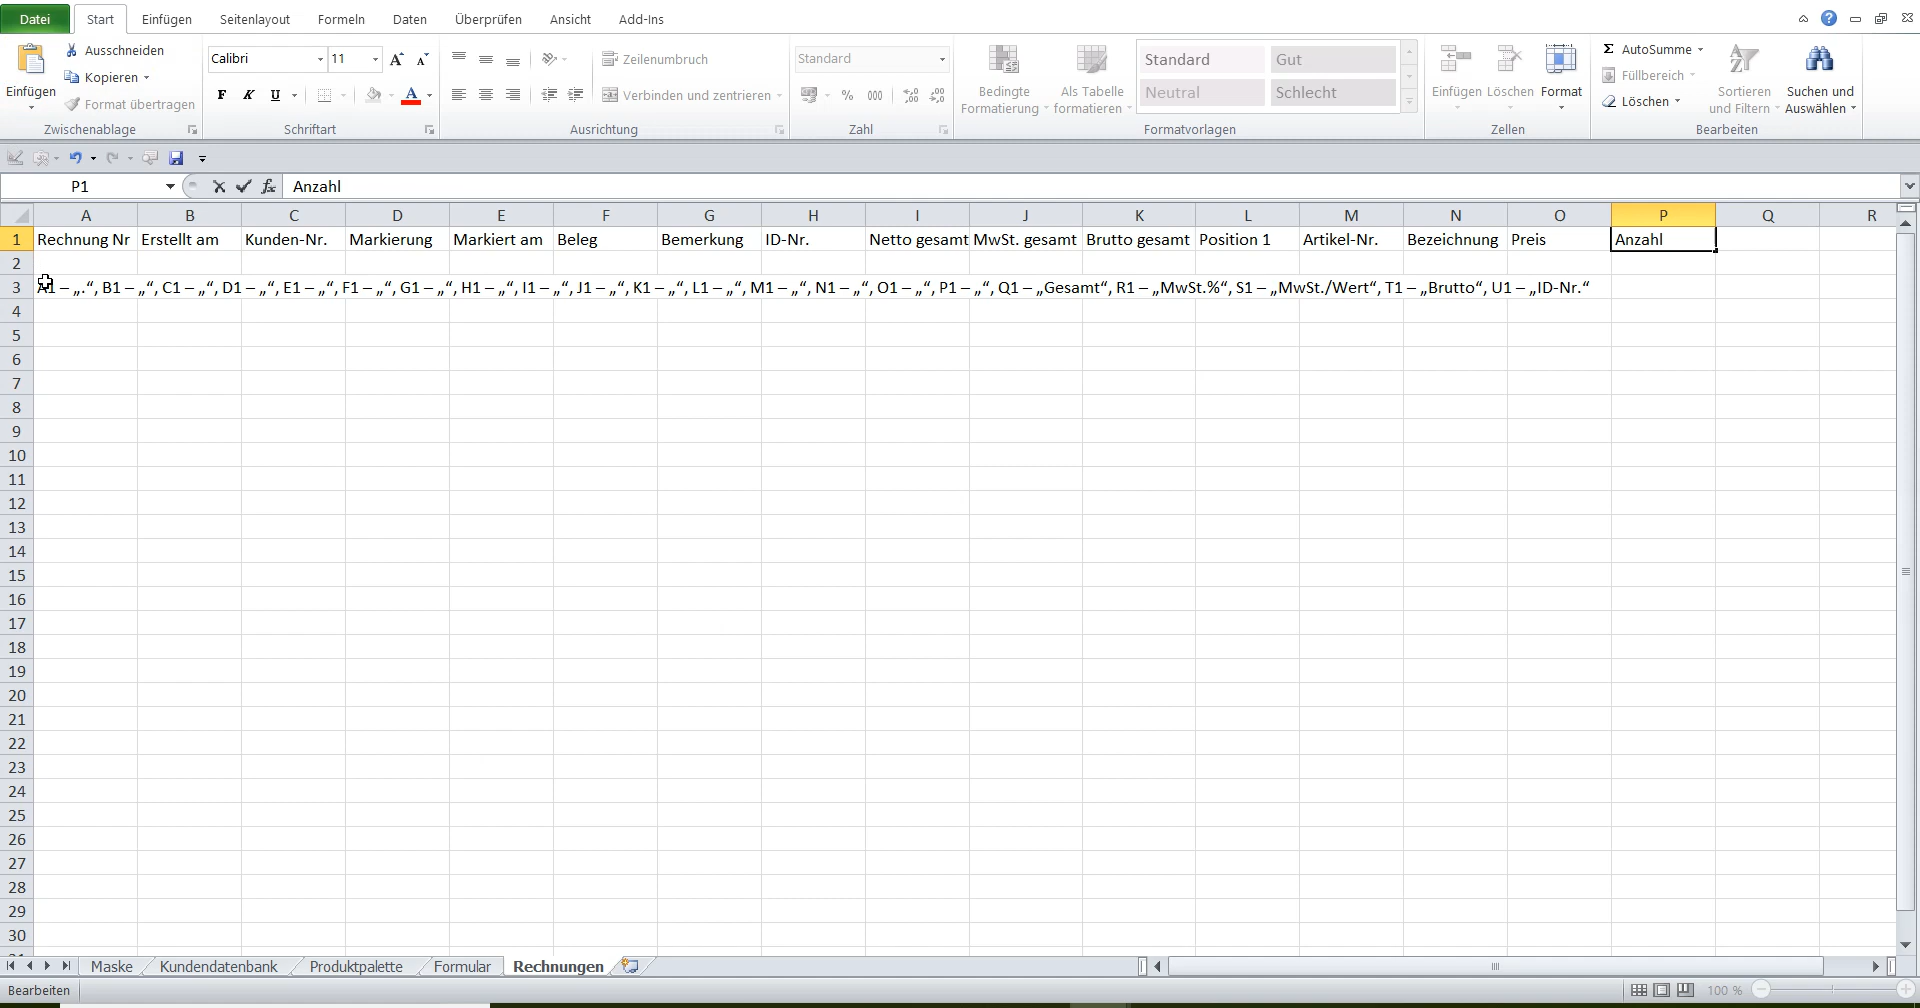 Datei Start Einfügen Seitenlayout Formeln Daten Überprüfen Ansicht Add-Ins
Einfügen
Ausschneiden
Kopieren
Format übertragen
Zwischenablage
Calibri 11
F K U
Schriftart
Zeilenumbruch
Verbinden und zentrieren
Ausrichtung
Standard
% 000
Zahl
Bedingte Formatierung
Als Tabelle formatieren
Standard Gut
Neutral Schlecht
Formatvorlagen
Einfügen Löschen Format
Zellen
Σ AutoSumme
Füllbereich
Löschen
Sortieren und Filtern
Suchen und Auswählen
Bearbeiten
P1 fx Anzahl
A B C D E F G H I J K L M N O P Q R
1 Rechnung Nr Erstellt am Kunden-Nr. Markierung Markiert am Beleg Bemerkung ID-Nr. Netto gesamt MwSt. gesamt Brutto gesamt Position 1 Artikel-Nr. Bezeichnung Preis Anzahl
2
3 A1 – „.“, B1 – „“, C1 – „“, D1 – „“, E1 – „“, F1 – „“, G1 – „“, H1 – „“, I1 – „“, J1 – „“, K1 – „“, L1 – „“, M1 – „“, N1 – „“, O1 – „“, P1 – „“, Q1 – „Gesamt“, R1 – „MwSt.%“, S1 – „MwSt./Wert“, T1 – „Brutto“, U1 – „ID-Nr.“
4
5
6
7
8
9
10
11
12
13
14
15
16
17
18
19
20
21
22
23
24
25
26
27
28
29
30
Maske Kundendatenbank Produktpalette Formular Rechnungen
Bearbeiten 100 %